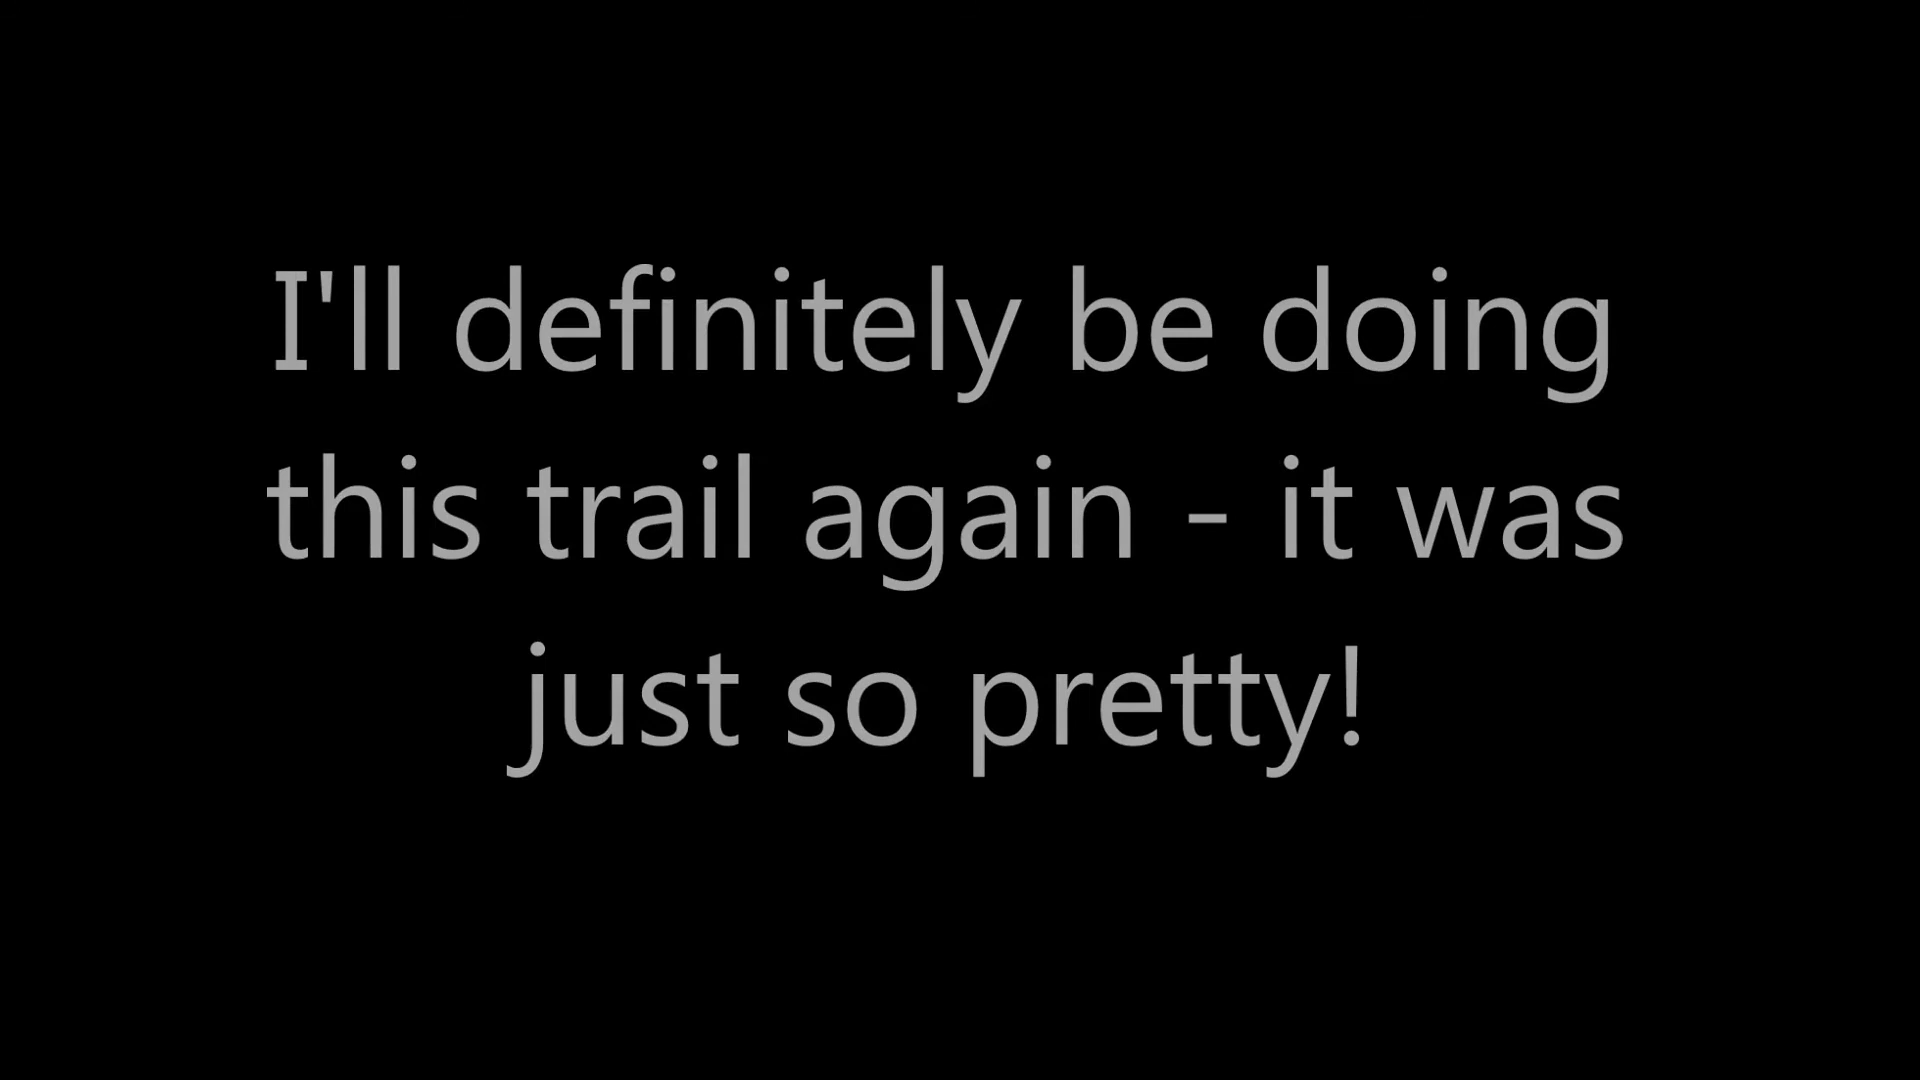 I'll definitely be doing
this trail again - it was
just so pretty!